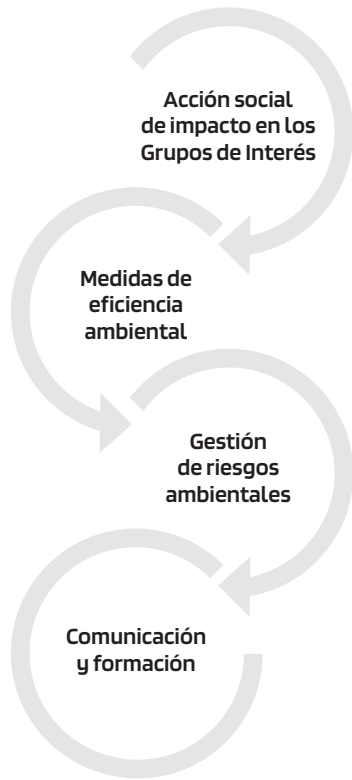 Acción social
de impacto en los
Grupos de Interés
Medidas de
eficiencia
ambiental
Gestión
de riesgos
ambientales
Comunicación
y formación